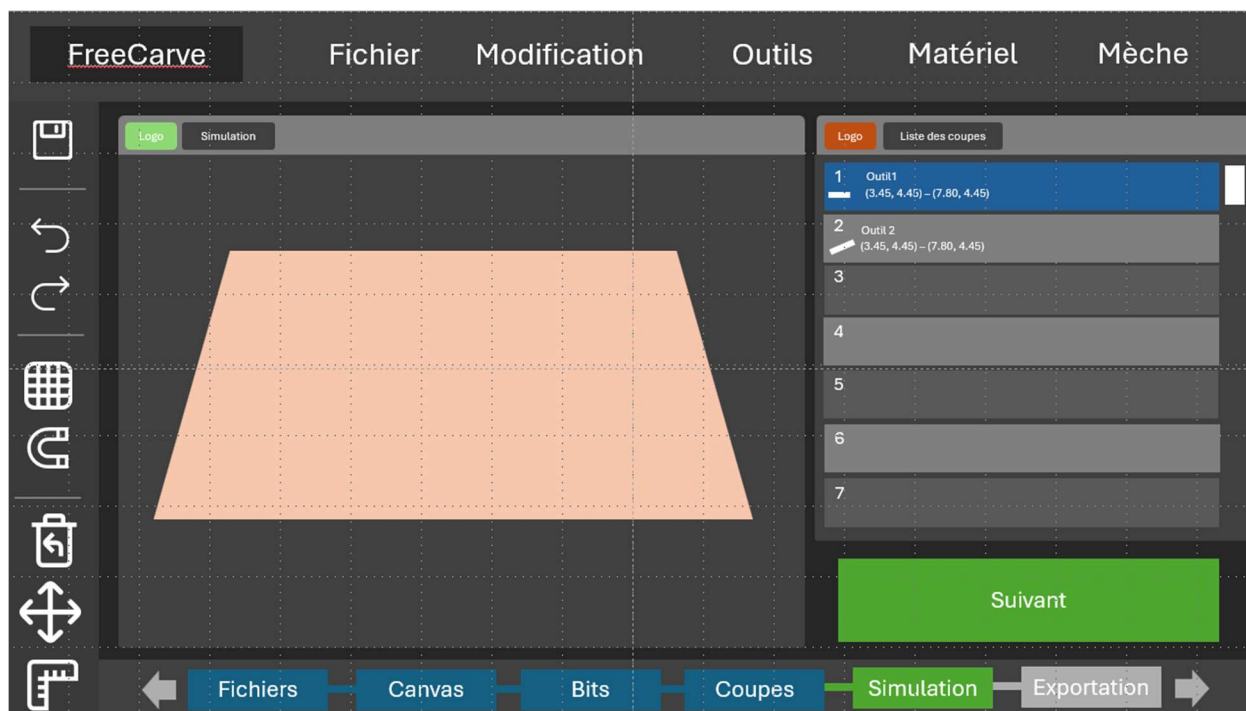 FreeCarve
Fichier
Modification
Outils
Matériel
Mèche
Logo
Simulation
Logo
Liste des coupes
1
Outil1
(3.45, 4.45) – (7.80, 4.45)
2
Outil 2
(3.45, 4.45) – (7.80, 4.45)
3
4
5
6
7
Suivant
Fichiers
Canvas
Bits
Coupes
Simulation
Exportation